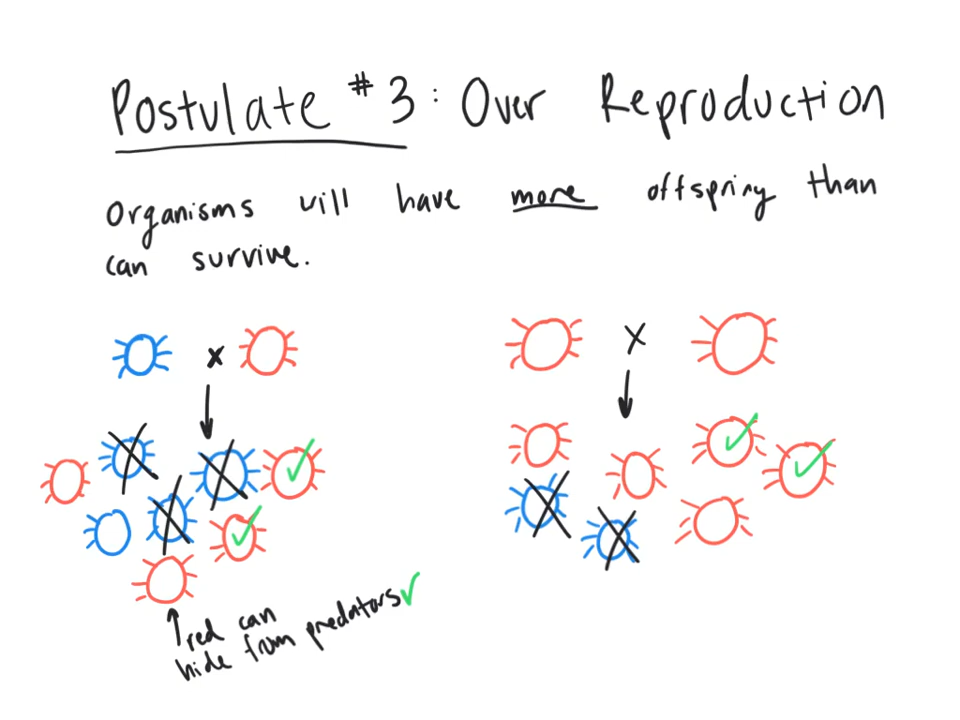 Postulate #3: Over Reproduction
Organisms will have more offspring than
can survive.
x
x
red can
hide from predators